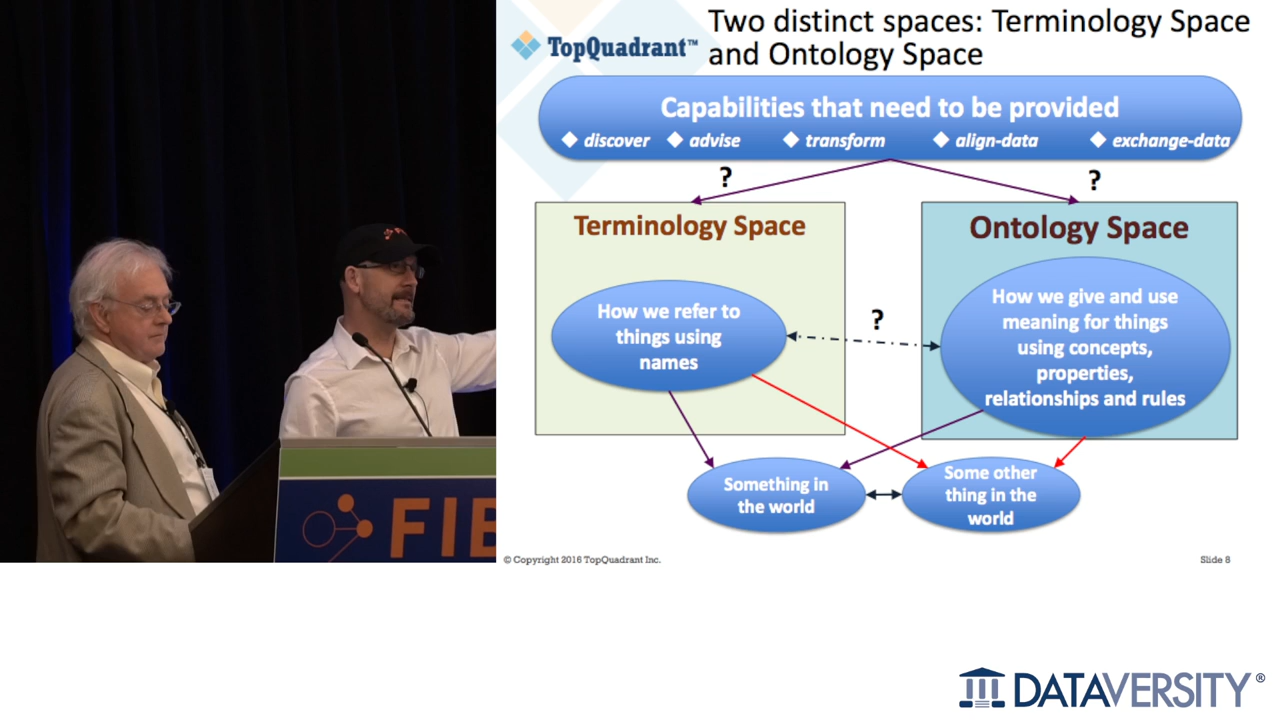 TopQuadrant™
Two distinct spaces: Terminology Space
and Ontology Space
Capabilities that need to be provided
discover advise transform align-data exchange-data
?
?
Terminology Space
Ontology Space
How we refer to
things using
names
?
How we give and use
meaning for things
using concepts,
properties,
relationships and rules
Something in
the world
Some other
thing in the
world
© Copyright 2016 TopQuadrant Inc.
Slide 8
DATAVERSITY®